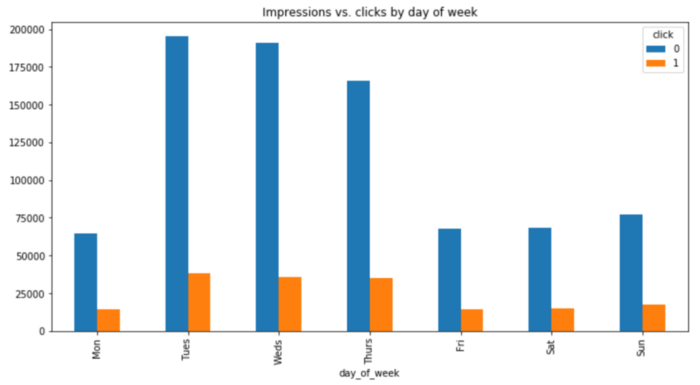 Impressions vs. clicks by day of week
click
0
1
200000
175000
150000
125000
100000
75000
50000
25000
0
Mon
Tues
Weds
Thurs
Fri
Sat
Sun
day_of_week